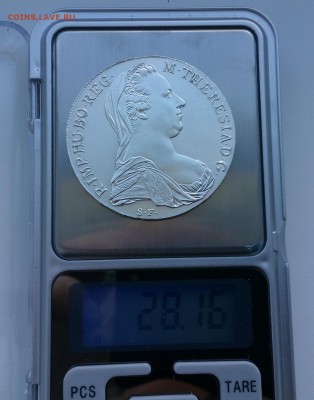 COINS.LAVE.RU
R·IMP·HU·BO·REG·
M·THERESIA·D·G·
S·F·
28.16
PCS
TARE